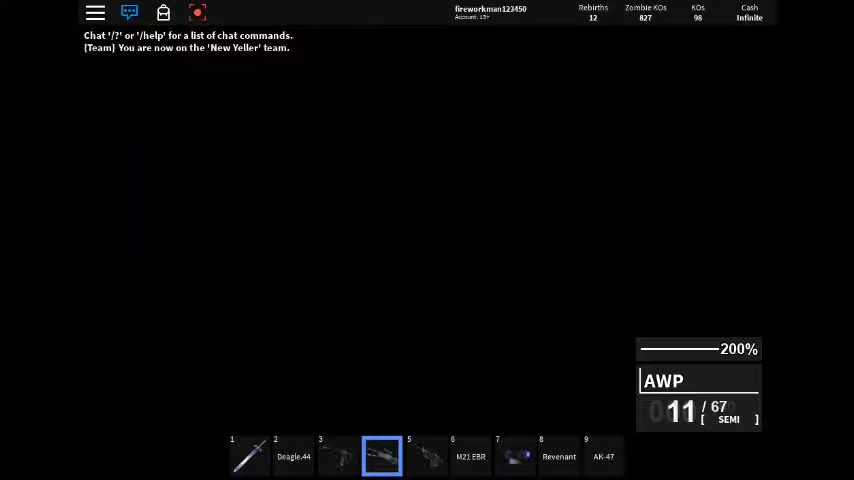 fireworkman123450
Account: 13+
Rebirths
12
Zombie KOs
827
KOs
98
Cash
Infinite
Chat '/?' or '/help' for a list of chat commands.
{Team} You are now on the 'New Yeller' team.
200%
AWP
11 / 67
[ SEMI ]
1
2
Deagle.44
3
5
6
M21 EBR
7
8
Revenant
9
AK-47